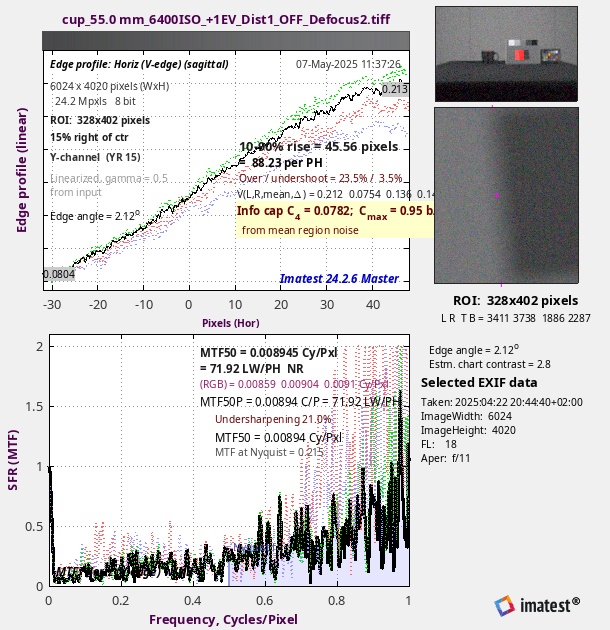 cup_55.0 mm_6400ISO_+1EV_Dist1_OFF_Defocus2.tiff
Edge profile: Horiz (V-edge) (sagittal)
07-May-2025 11:37:26
6024 x 4020 pixels (WxH)
24.2 Mpxls   8 bit
0.213
ROI:  328x402 pixels
15% right of ctr
10-90% rise = 45.56 pixels
Y-channel  (YR 15)
=  88.23 per PH
Linearized, gamma = 0.5
from input
Over / undershoot = 23.5% /  3.5%
V(L,R,mean,Δ) = 0.212  0.0754  0.136  0.14
Edge angle = 2.12°
Info cap C4 = 0.0782;  Cmax = 0.95 b
from mean region noise
0.0804
Imatest 24.2.6 Master
Edge profile (linear)
-30 -20 -10 0 10 20 30 40
Pixels (Hor)
ROI:  328x402 pixels
L R  T B = 3411 3738  1886 2287
Edge angle = 2.12°
Estm. chart contrast = 2.8
Selected EXIF data
Taken: 2025:04:22 20:44:40+02:00
ImageWidth:  6024
ImageHeight:  4020
FL:   18
Aper:  f/11
MTF50 = 0.008945 Cy/Pxl
= 71.92 LW/PH  NR
(RGB) = 0.00859  0.00904  0.0091 Cy/Pxl
MTF50P = 0.00894 C/P = 71.92 LW/PH
Undersharpening 21.0%
MTF50 = 0.00894 Cy/Pxl
MTF at Nyquist = 0.215
SFR (MTF)
2
1.5
1
0.5
0
0 0.2 0.4 0.6 0.8 1
Frequency, Cycles/Pixel
imatest®